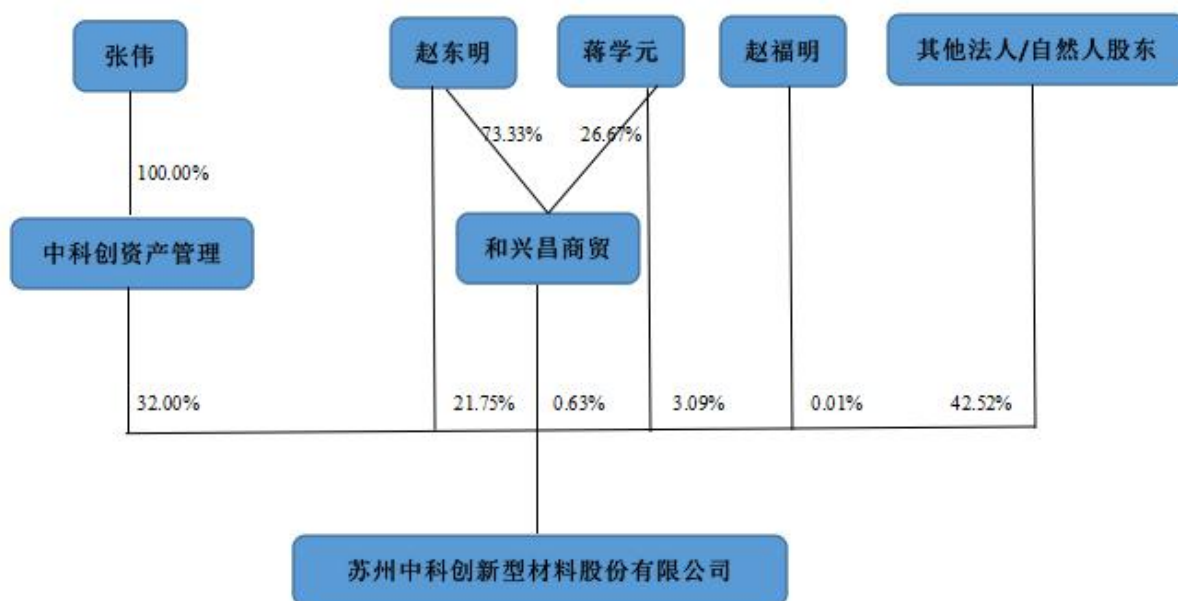 张伟
赵东明
蒋学元
赵福明
其他法人/自然人股东
73.33%
26.67%
100.00%
中科创资产管理
和兴昌商贸
32.00%
21.75%
0.63%
3.09%
0.01%
42.52%
苏州中科创新型材料股份有限公司